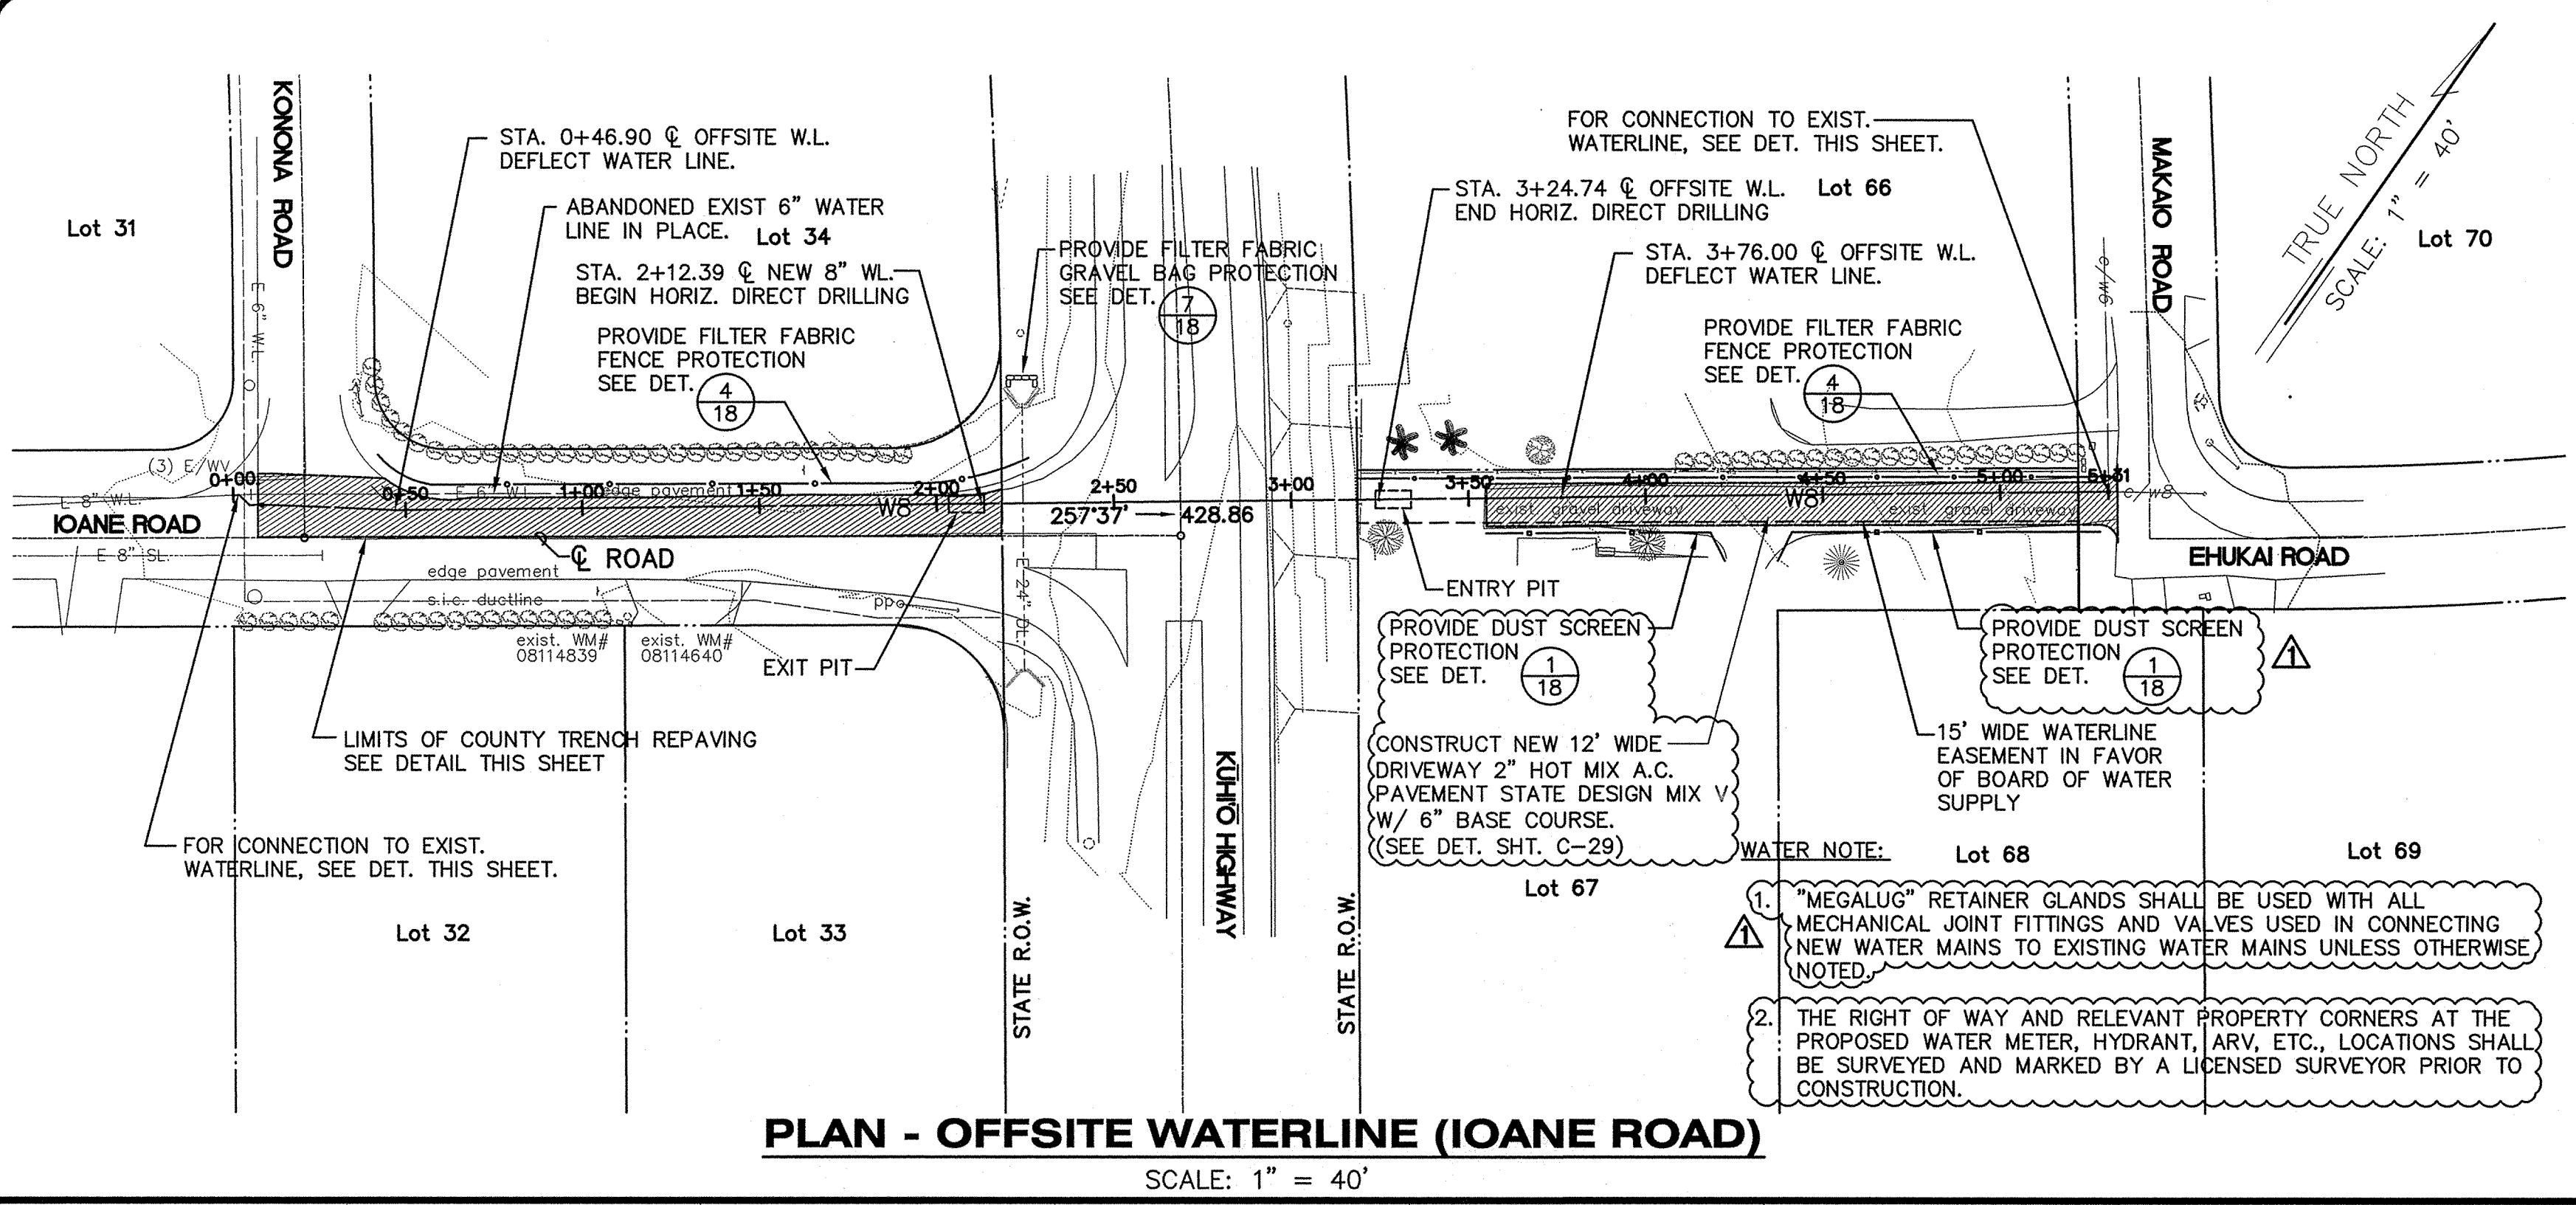 KONONA ROAD
STA. 0+46.90 ℄ OFFSITE W.L.
DEFLECT WATER LINE.
ABANDONED EXIST 6" WATER
LINE IN PLACE.
Lot 34
STA. 2+12.39 ℄ NEW 8" WL.
BEGIN HORIZ. DIRECT DRILLING
PROVIDE FILTER FABRIC
FENCE PROTECTION
SEE DET.
4
18
Lot 31
E 6" W.L.
PROVIDE FILTER FABRIC
GRAVEL BAG PROTECTION
SEE DET.
7
18
FOR CONNECTION TO EXIST.
WATERLINE, SEE DET. THIS SHEET.
STA. 3+24.74 ℄ OFFSITE W.L.
END HORIZ. DIRECT DRILLING
Lot 66
STA. 3+76.00 ℄ OFFSITE W.L.
DEFLECT WATER LINE.
PROVIDE FILTER FABRIC
FENCE PROTECTION
SEE DET.
4
18
MAKAIO ROAD
c/w6
TRUE NORTH
SCALE: 1" = 40'
Lot 70
(3) E/WV
0+00
0+50
E 6" W.L.
1+00
edge pavement
1+50
2+00
2+50
3+00
3+50
4+00
4+50
5+00
5+31
E 8" W.L.
IOANE ROAD
E 8" SL.
W8
257°37'
428.86
W8
exist gravel driveway
exist gravel driveway
c/w8
EHUKAI ROAD
℄ ROAD
edge pavement
s.i.c. ductline
pp
E 24" DL.
exist. WM#
08114839
exist. WM#
08114640
EXIT PIT
ENTRY PIT
LIMITS OF COUNTY TRENCH REPAVING
SEE DETAIL THIS SHEET
FOR CONNECTION TO EXIST.
WATERLINE, SEE DET. THIS SHEET.
Lot 32
Lot 33
STATE R.O.W.
KŪHIʻŌ HIGHWAY
STATE R.O.W.
PROVIDE DUST SCREEN
PROTECTION
SEE DET.
1
18
CONSTRUCT NEW 12' WIDE
DRIVEWAY 2" HOT MIX A.C.
PAVEMENT STATE DESIGN MIX V
W/ 6" BASE COURSE.
(SEE DET. SHT. C-29)
Lot 67
PROVIDE DUST SCREEN
PROTECTION
SEE DET.
1
18
1
15' WIDE WATERLINE
EASEMENT IN FAVOR
OF BOARD OF WATER
SUPPLY
WATER NOTE:
Lot 68
Lot 69
1. "MEGALUG" RETAINER GLANDS SHALL BE USED WITH ALL
MECHANICAL JOINT FITTINGS AND VALVES USED IN CONNECTING
NEW WATER MAINS TO EXISTING WATER MAINS UNLESS OTHERWISE
NOTED.
1
2. THE RIGHT OF WAY AND RELEVANT PROPERTY CORNERS AT THE
PROPOSED WATER METER, HYDRANT, ARV, ETC., LOCATIONS SHALL
BE SURVEYED AND MARKED BY A LICENSED SURVEYOR PRIOR TO
CONSTRUCTION.
PLAN - OFFSITE WATERLINE (IOANE ROAD)
SCALE: 1" = 40'